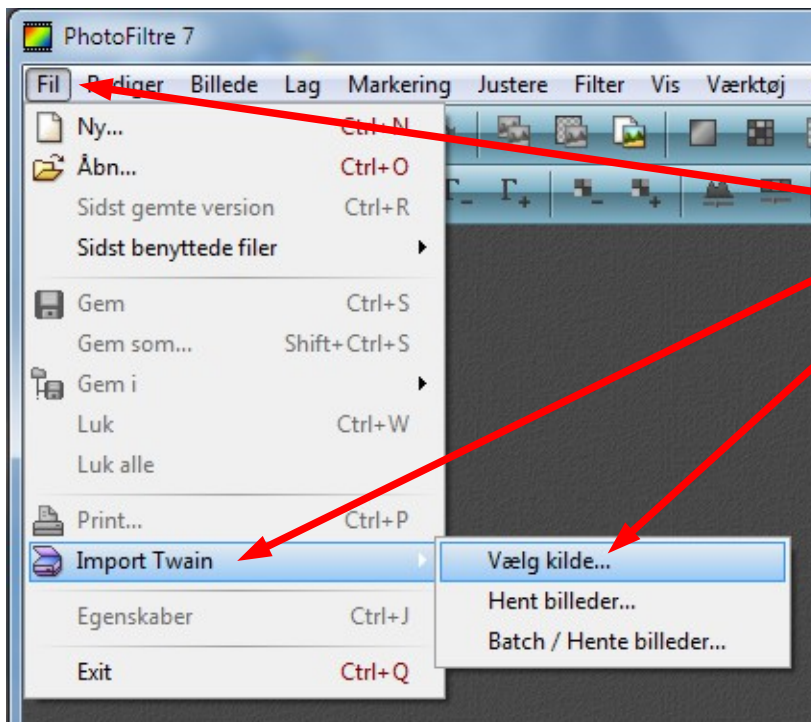 PhotoFiltre 7
Fil Rediger Billede Lag Markering Justere Filter Vis Værktøj
Ny... Ctrl+N
Åbn... Ctrl+O
Sidst gemte version Ctrl+R
Sidst benyttede filer
Gem Ctrl+S
Gem som... Shift+Ctrl+S
Gem i
Luk Ctrl+W
Luk alle
Print... Ctrl+P
Import Twain
Vælg kilde...
Hent billeder...
Batch / Hente billeder...
Egenskaber Ctrl+J
Exit Ctrl+Q